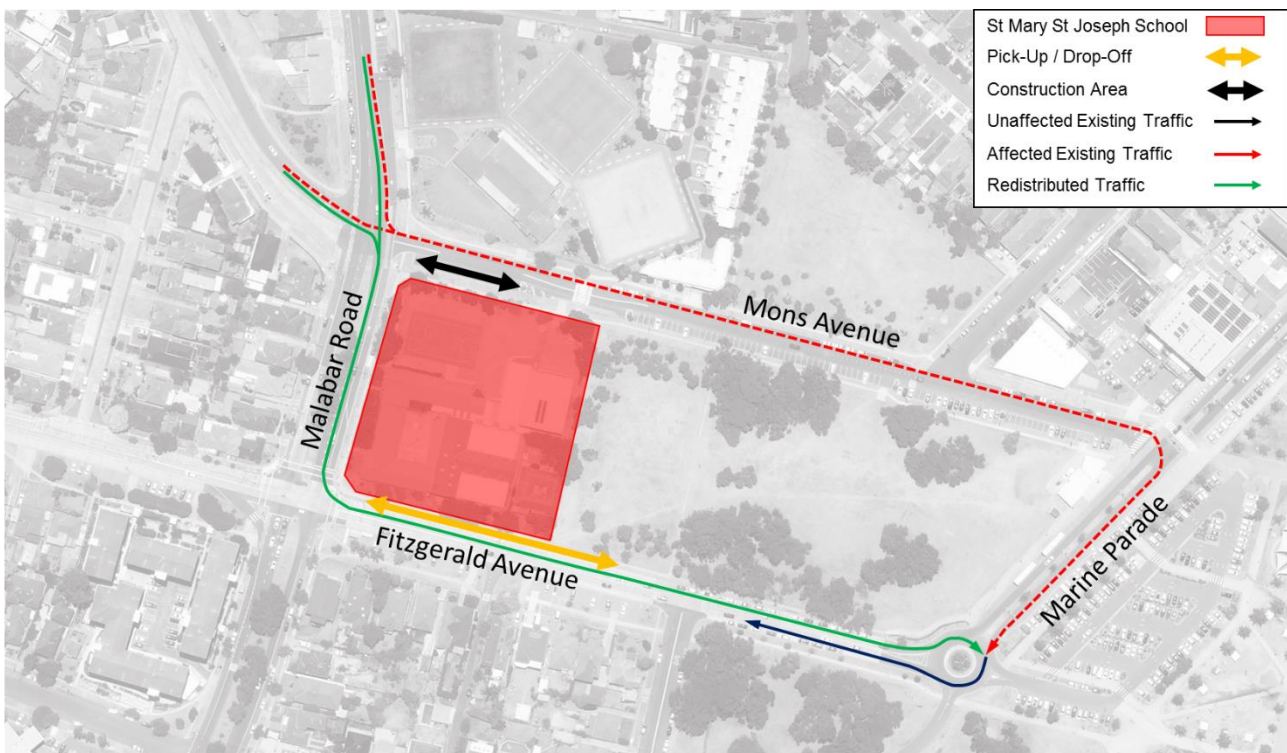 St Mary St Joseph School
Pick-Up / Drop-Off
Construction Area
Unaffected Existing Traffic
Affected Existing Traffic
Redistributed Traffic
Mons Avenue
Malabar Road
Fitzgerald Avenue
Marine Parade